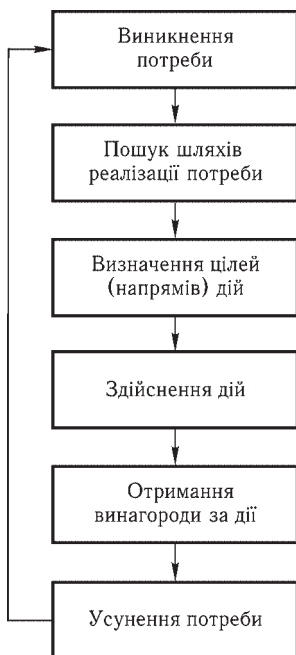 Виникнення
потреби
Пошук шляхів
реалізації потреби
Визначення цілей
(напрямів) дій
Здійснення дій
Отримання
винагороди за дії
Усунення потреби